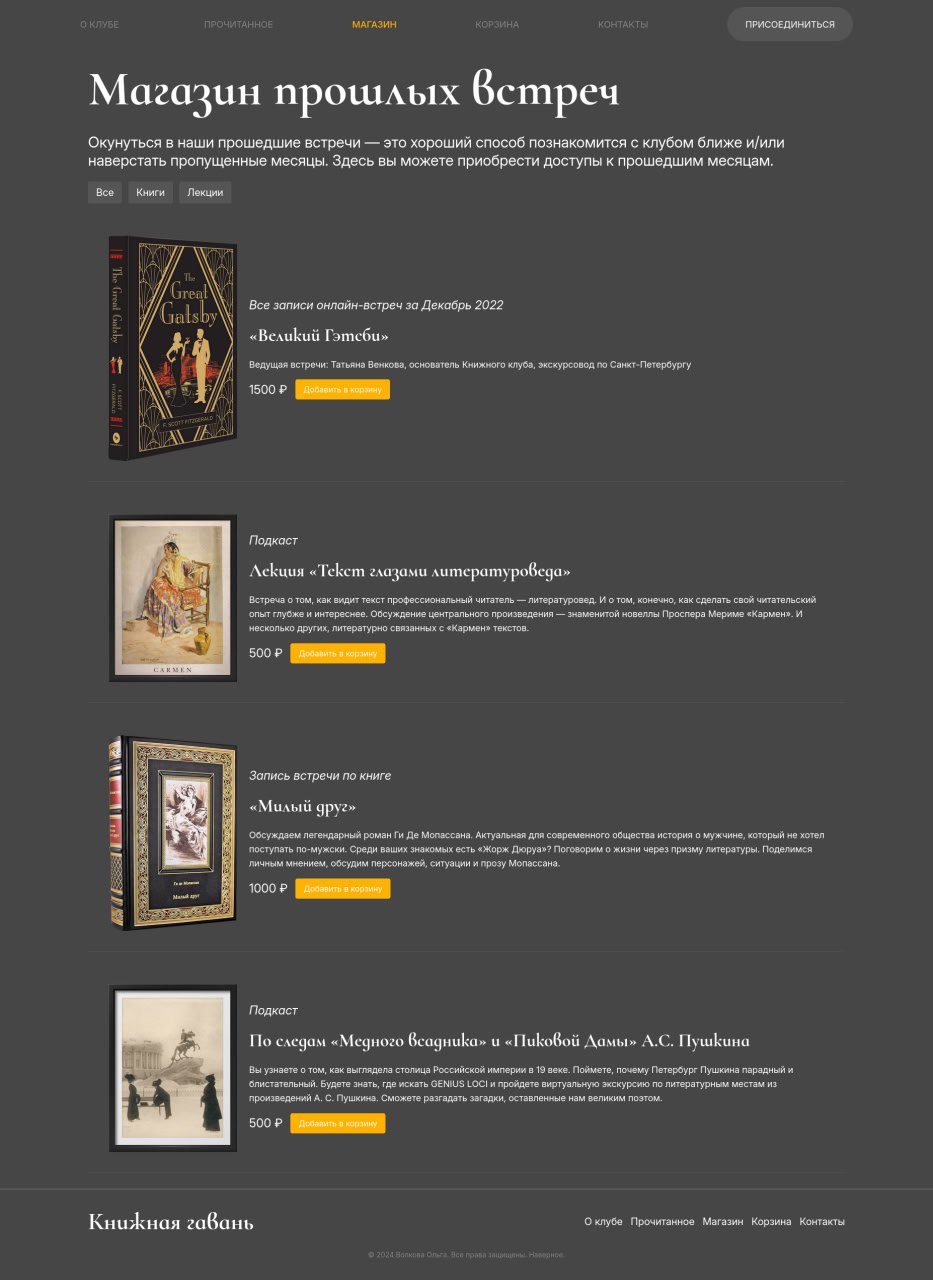 О КЛУБЕ ПРОЧИТАННОЕ МАГАЗИН КОРЗИНА КОНТАКТЫ ПРИСОЕДИНИТЬСЯ
Магазин прошлых встреч
Окунуться в наши прошедшие встречи — это хороший способ познакомится с клубом ближе и/или
наверстать пропущенные месяцы. Здесь вы можете приобрести доступы к прошедшим месяцам.
Все Книги Лекции
The Great Gatsby
F. SCOTT FITZGERALD
The
Great
Gatsby
F. SCOTT FITZGERALD
Все записи онлайн-встреч за Декабрь 2022
«Великий Гэтсби»
Ведущая встречи: Татьяна Венкова, основатель Книжного клуба, экскурсовод по Санкт-Петербургу
1500 ₽ Добавить в корзину
CARMEN
Подкаст
Лекция «Текст глазами литературоведа»
Встреча о том, как видит текст профессиональный читатель — литературовед. И о том, конечно, как сделать свой читательский
опыт глубже и интереснее. Обсуждение центрального произведения — знаменитой новеллы Проспера Мериме «Кармен». И
несколько других, литературно связанных с «Кармен» текстов.
500 ₽ Добавить в корзину
Ги де Мопассан
Милый друг
Запись встречи по книге
«Милый друг»
Обсуждаем легендарный роман Ги Де Мопассана. Актуальная для современного общества история о мужчине, который не хотел
поступать по-мужски. Среди ваших знакомых есть «Жорж Дюруа»? Поговорим о жизни через призму литературы. Поделимся
личным мнением, обсудим персонажей, ситуации и прозу Мопассана.
1000 ₽ Добавить в корзину
Подкаст
По следам «Медного всадника» и «Пиковой Дамы» А.С. Пушкина
Вы узнаете о том, как выглядела столица Российской империи в 19 веке. Поймете, почему Петербург Пушкина парадный и
блистательный. Будете знать, где искать GENIUS LOCI и пройдете виртуальную экскурсию по литературным местам из
произведений А. С. Пушкина. Сможете разгадать загадки, оставленные нам великим поэтом.
500 ₽ Добавить в корзину
Книжная гавань
О клубе Прочитанное Магазин Корзина Контакты
© 2024 Волкова Ольга. Все права защищены. Наверное.